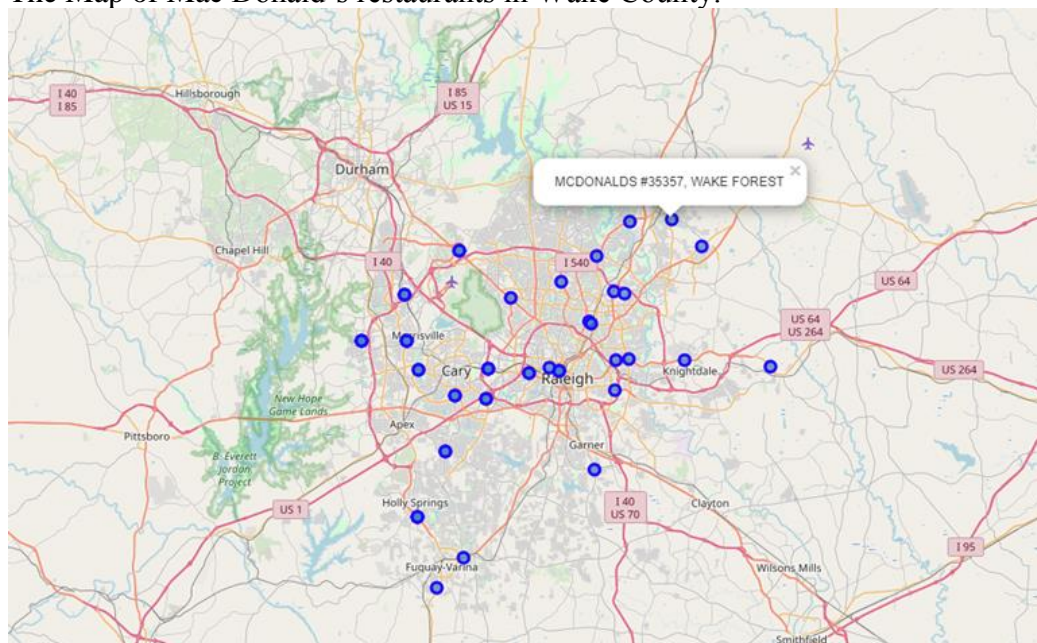 The Map of Mac Donald's restaurants in Wake County.
I 40
I 85
Hillsborough
I 85
US 15
Durham
MCDONALDS #35357, WAKE FOREST
×
Chapel Hill
I 40
I 540
US 64
US 64
US 264
Morrisville
Cary
Raleigh
Knightdale
US 264
New Hope
Game Lands
Apex
Pittsboro
Garner
B. Everett
Jordan
Project
US 1
Holly Springs
I 40
US 70
Clayton
I 95
Fuquay-Varina
Wilsons Mills
Smithfield